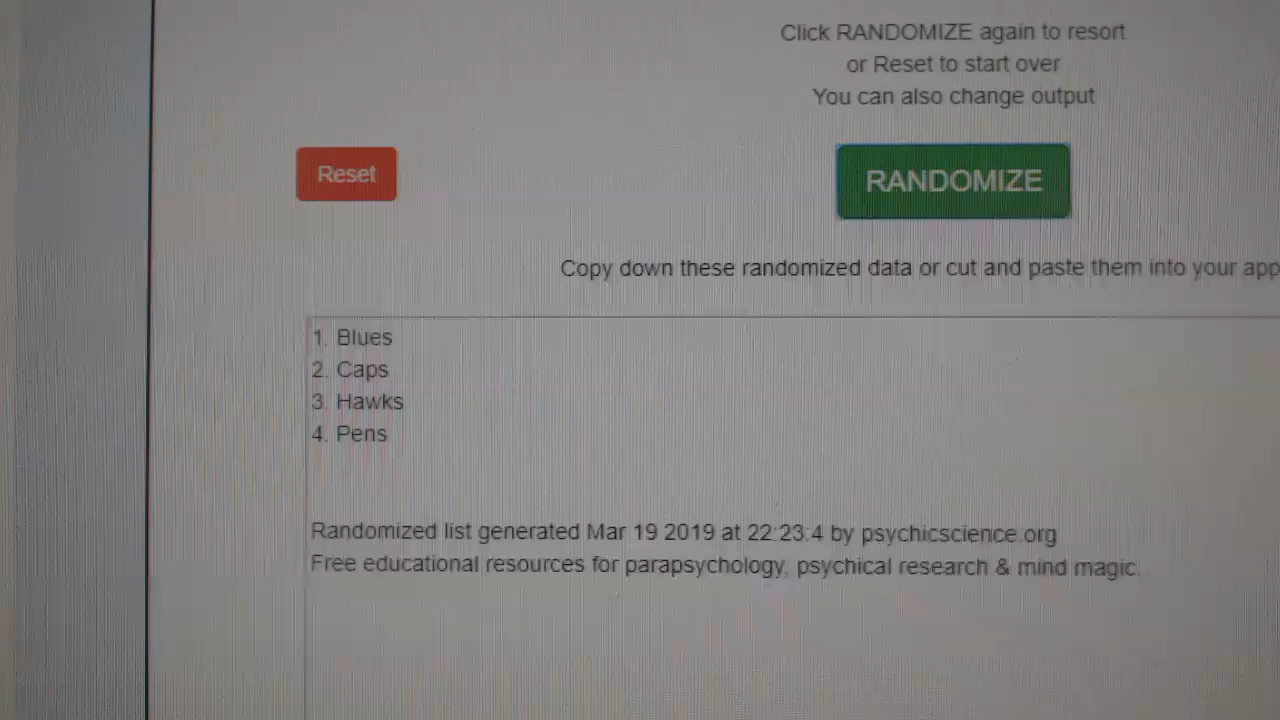 Click RANDOMIZE again to resort
or Reset to start over
You can also change output
Reset
RANDOMIZE
Copy down these randomized data or cut and paste them into your app
1. Blues
2. Caps
3. Hawks
4. Pens
Randomized list generated Mar 19 2019 at 22:23:4 by psychicscience.org
Free educational resources for parapsychology, psychical research & mind magic.